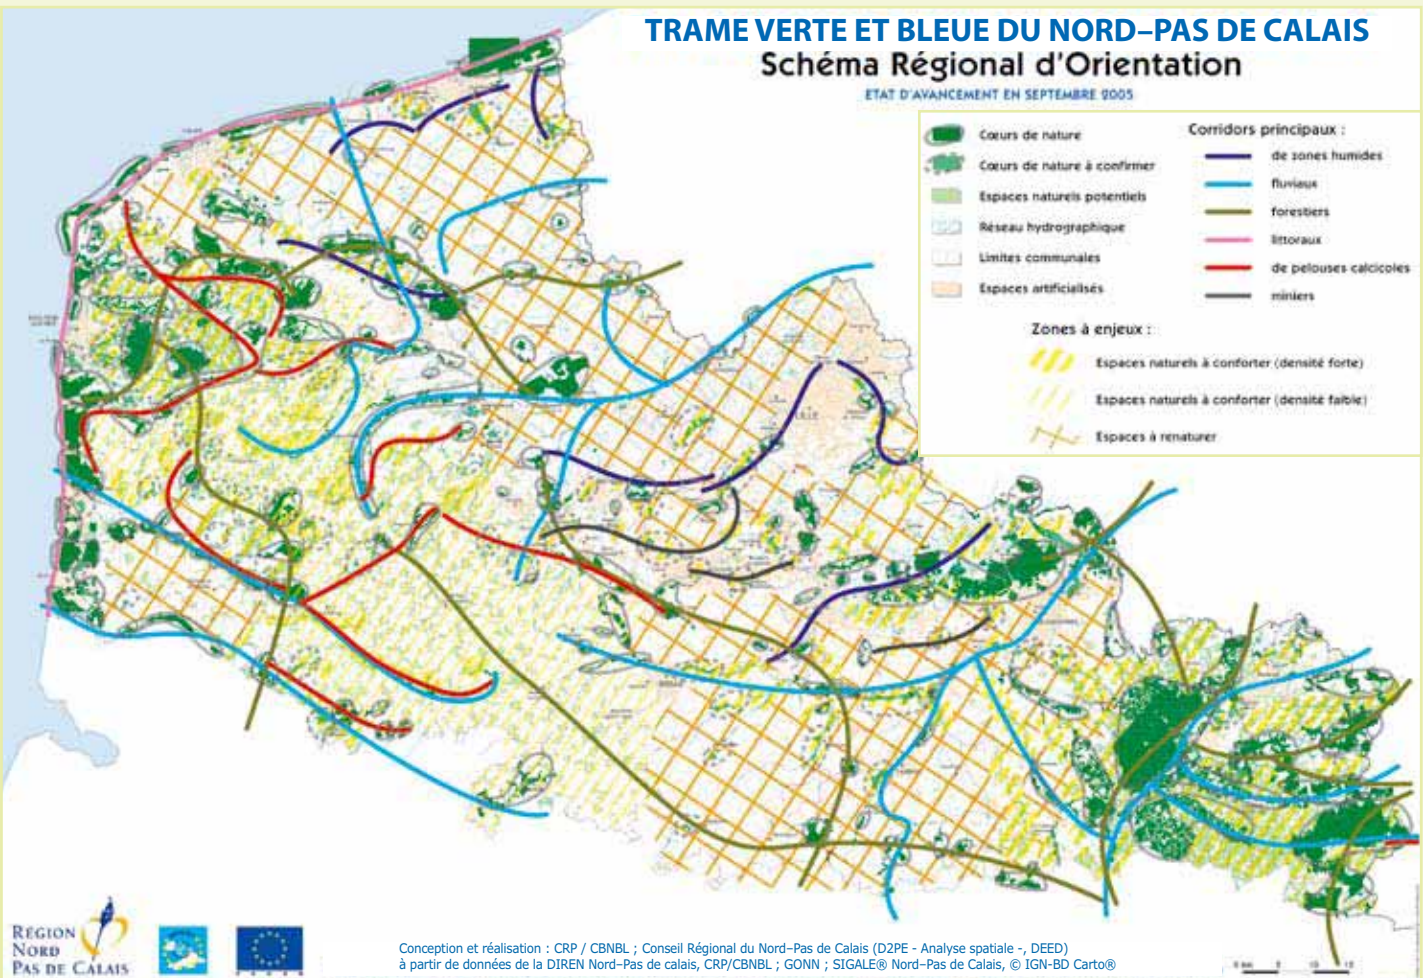 TRAME VERTE ET BLEUE DU NORD–PAS DE CALAIS
Schéma Régional d'Orientation
ETAT D'AVANCEMENT EN SEPTEMBRE 2005
Cœurs de nature
Cœurs de nature à confirmer
Espaces naturels potentiels
Réseau hydrographique
Limites communales
Espaces artificialisés
Corridors principaux :
de zones humides
fluviaux
forestiers
littoraux
de pelouses calcicoles
miniers
Zones à enjeux :
Espaces naturels à conforter (densité forte)
Espaces naturels à conforter (densité faible)
Espaces à renaturer
LILLE
RÉGION
NORD
PAS DE CALAIS
Conception et réalisation : CRP / CBNBL ; Conseil Régional du Nord–Pas de Calais (D2PE - Analyse spatiale -, DEED)
à partir de données de la DIREN Nord–Pas de calais, CRP/CBNBL ; GONN ; SIGALE® Nord–Pas de Calais, © IGN-BD Carto®